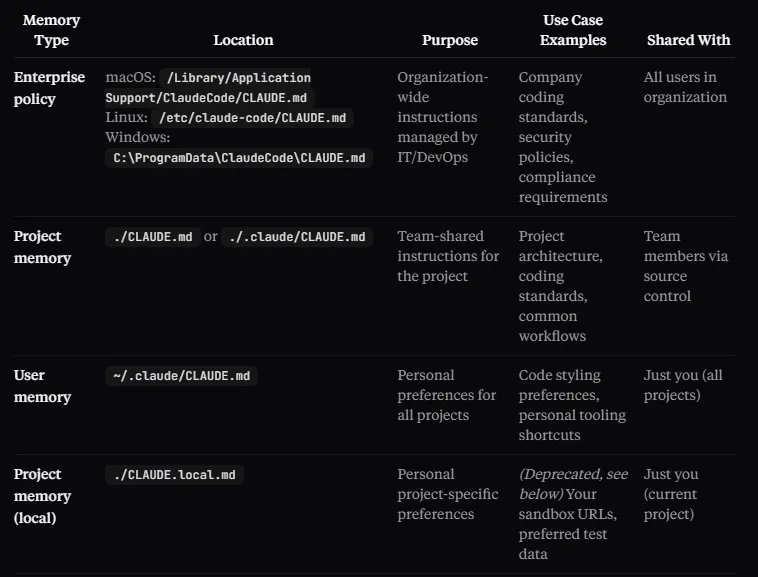 Memory Type
Location
Purpose
Use Case Examples
Shared With
Enterprise policy
macOS: /Library/Application
Support/ClaudeCode/CLAUDE.md
Linux: /etc/claude-code/CLAUDE.md
Windows:
C:\ProgramData\ClaudeCode\CLAUDE.md
Organization-
wide
instructions
managed by
IT/DevOps
Company
coding
standards,
security
policies,
compliance
requirements
All users in
organization
Project
memory
./CLAUDE.md or ./.claude/CLAUDE.md
Team-shared
instructions for
the project
Project
architecture,
coding
standards,
common
workflows
Team
members via
source
control
User
memory
~/.claude/CLAUDE.md
Personal
preferences for
all projects
Code styling
preferences,
personal tooling
shortcuts
Just you (all
projects)
Project
memory
(local)
./CLAUDE.local.md
Personal
project-specific
preferences
(Deprecated, see
below) Your
sandbox URLs,
preferred test
data
Just you
(current
project)